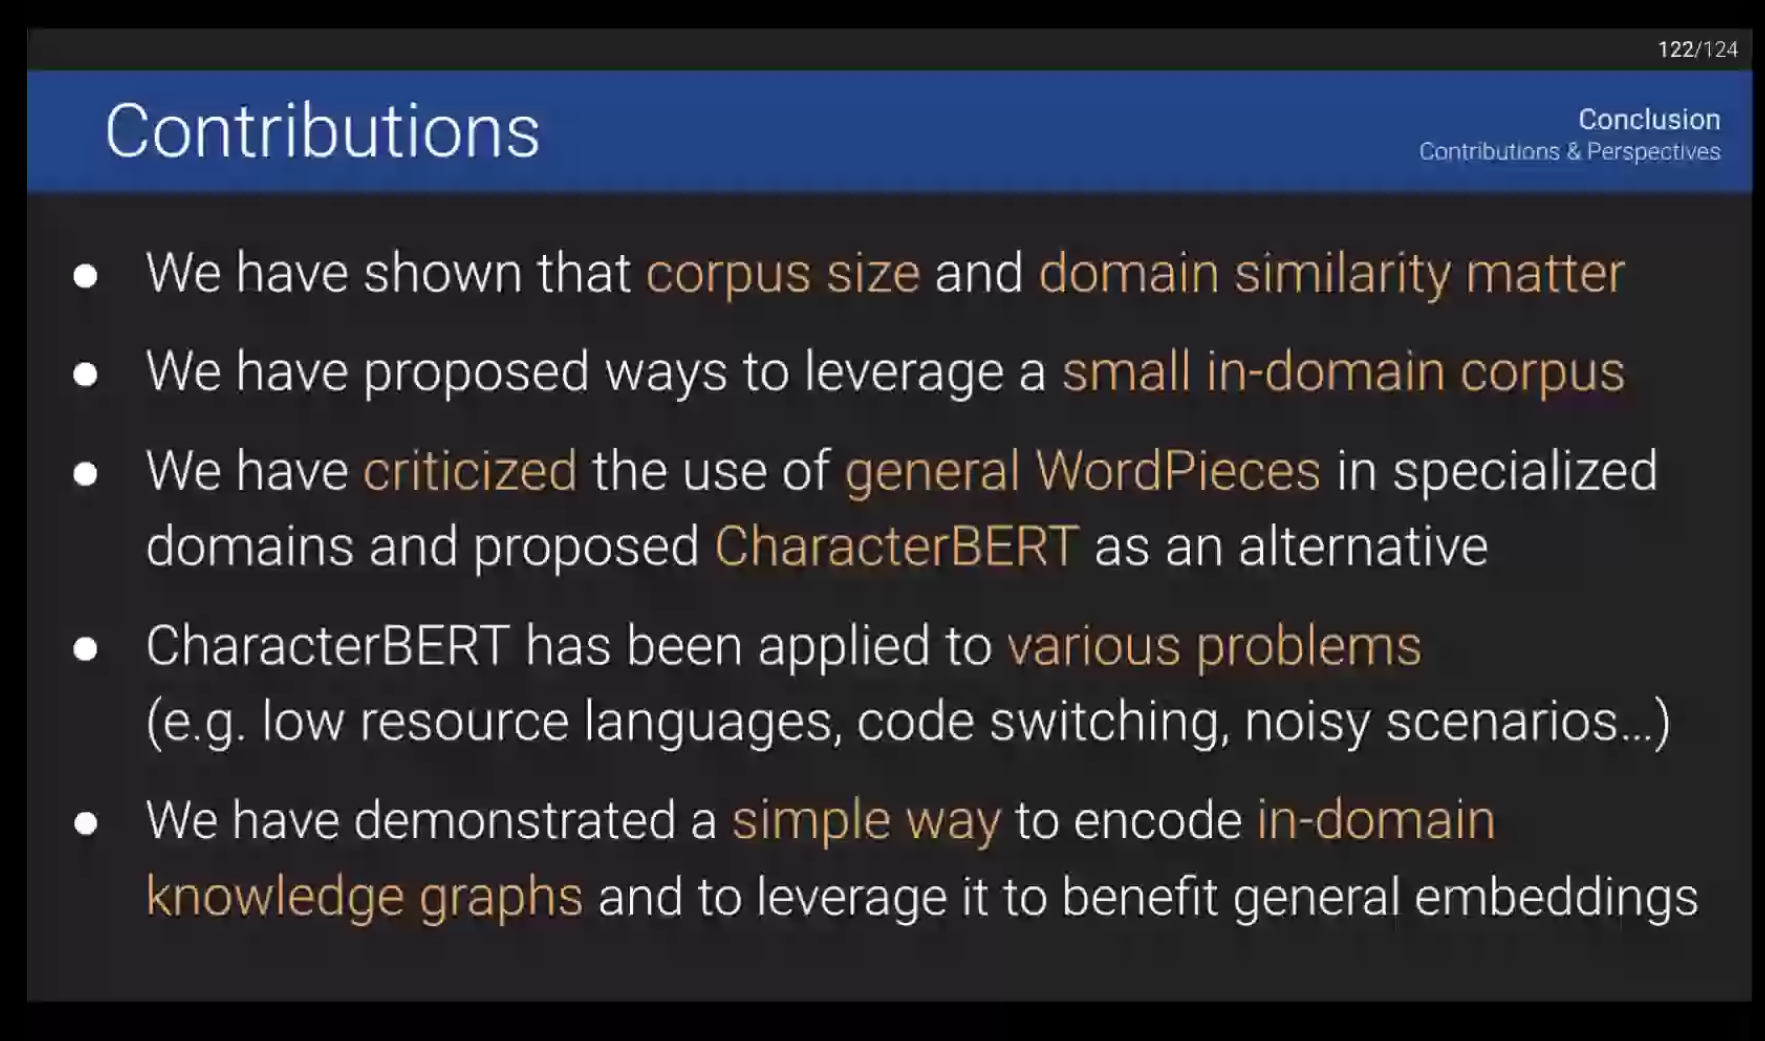 122/124
Contributions
Conclusion
Contributions & Perspectives
● We have shown that corpus size and domain similarity matter
● We have proposed ways to leverage a small in-domain corpus
● We have criticized the use of general WordPieces in specialized
domains and proposed CharacterBERT as an alternative
● CharacterBERT has been applied to various problems
(e.g. low resource languages, code switching, noisy scenarios...)
● We have demonstrated a simple way to encode in-domain
knowledge graphs and to leverage it to benefit general embeddings